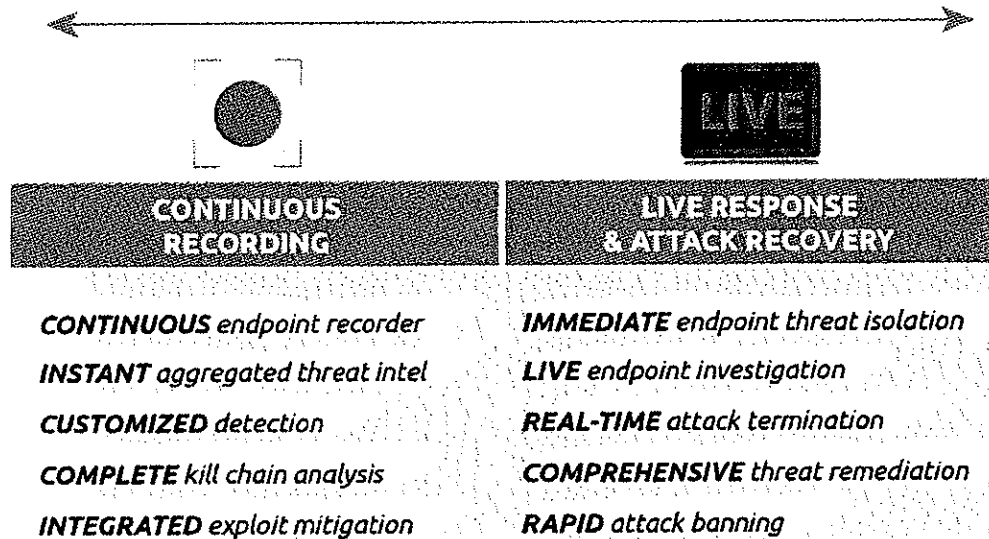 LIVE
CONTINUOUS
RECORDING
LIVE RESPONSE
& ATTACK RECOVERY
CONTINUOUS endpoint recorder
INSTANT aggregated threat intel
CUSTOMIZED detection
COMPLETE kill chain analysis
INTEGRATED exploit mitigation
IMMEDIATE endpoint threat isolation
LIVE endpoint investigation
REAL-TIME attack termination
COMPREHENSIVE threat remediation
RAPID attack banning